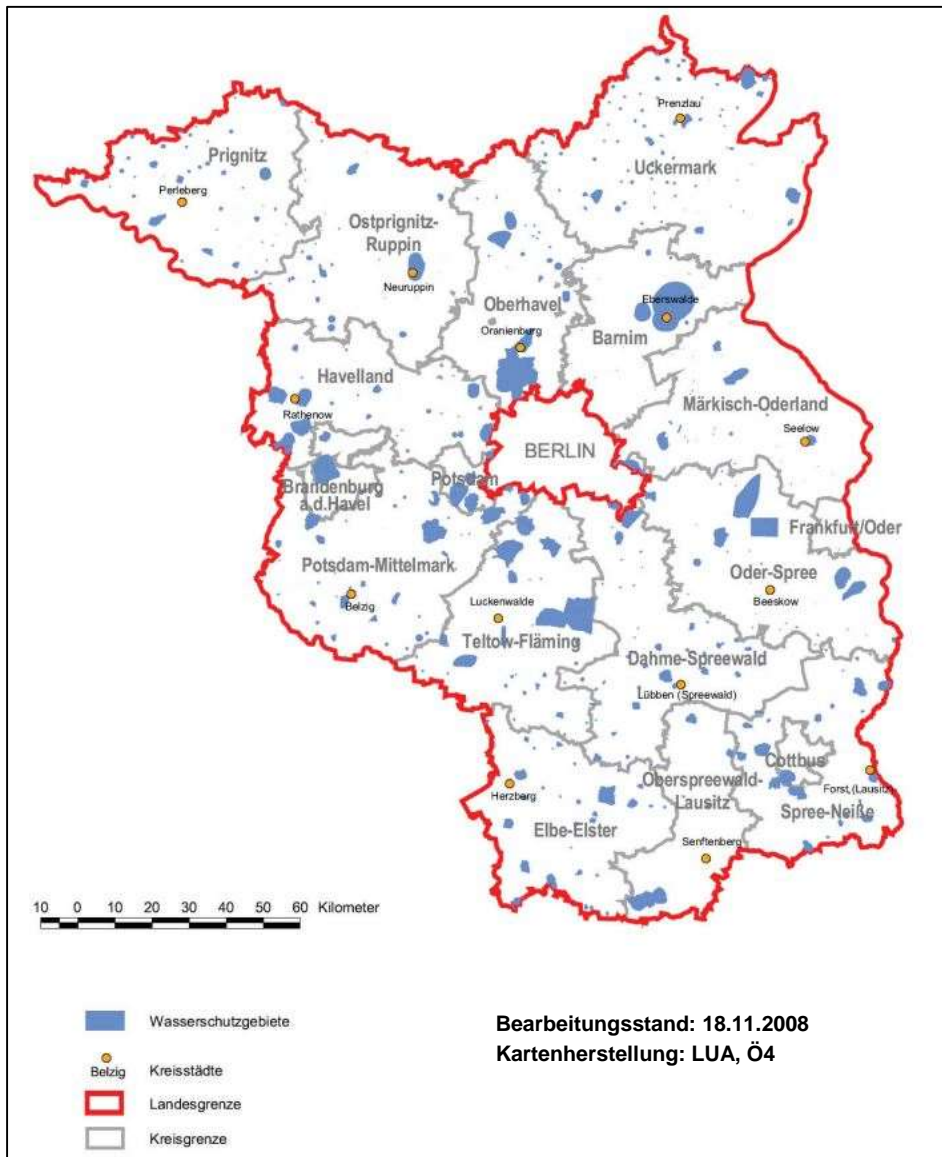 Prenzlau
Prignitz
Uckermark
Perleberg
Ostprignitz-
Ruppin
Neuruppin
Eberswalde
Oberhavel
Oranienburg
Barnim
Havelland
Rathenow
Märkisch-Oderland
Seelow
BERLIN
Potsdam
Brandenburg
a.d.Havel
Frankfurt/Oder
Potsdam-Mittelmark
Oder-Spree
Belzig
Beeskow
Luckenwalde
Teltow-Fläming
Dahme-Spreewald
Lübben (Spreewald)
Cottbus
Oberspreewald-
Lausitz
Forst (Lausitz)
Herzberg
Spree-Neiße
Elbe-Elster
Senftenberg
10 0 10 20 30 40 50 60 Kilometer
Wasserschutzgebiete
Belzig Kreisstädte
Landesgrenze
Kreisgrenze
Bearbeitungsstand: 18.11.2008
Kartenherstellung: LUA, Ö4